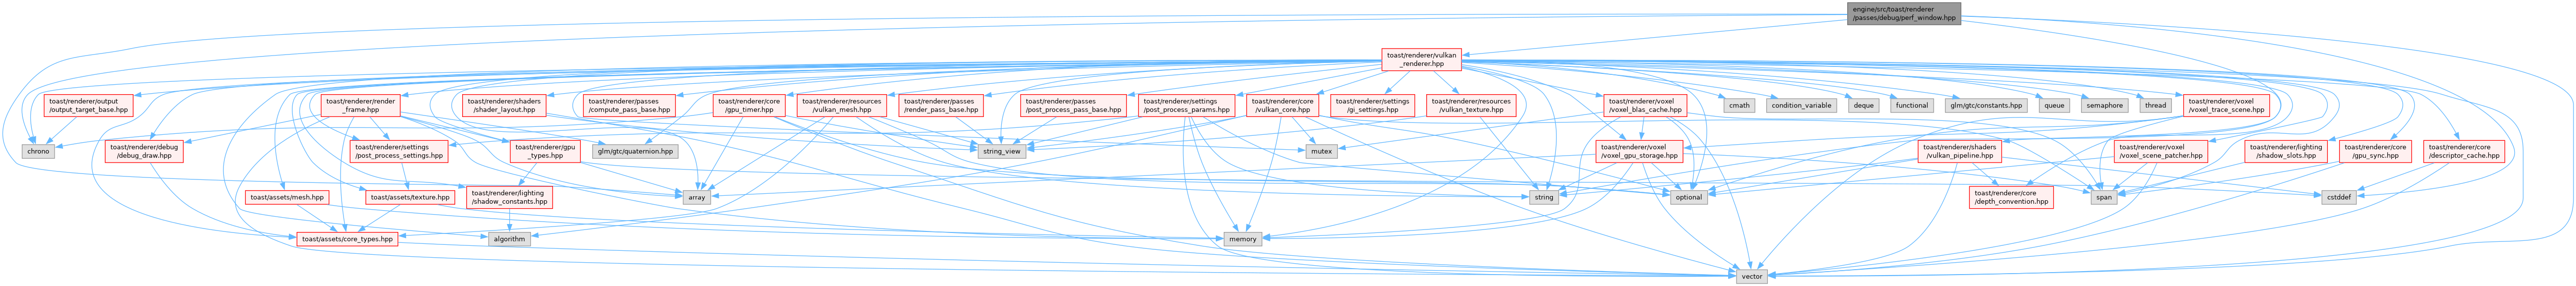 engine/src/toast/renderer
/passes/debug/perf_window.hpp
toast/renderer/vulkan
_renderer.hpp
toast/renderer/output
/output_target_base.hpp
toast/renderer/render
_frame.hpp
toast/renderer/shaders
/shader_layout.hpp
toast/renderer/passes
/compute_pass_base.hpp
toast/renderer/core
/gpu_timer.hpp
toast/renderer/resources
/vulkan_mesh.hpp
toast/renderer/passes
/render_pass_base.hpp
toast/renderer/passes
/post_process_pass_base.hpp
toast/renderer/settings
/post_process_params.hpp
toast/renderer/core
/vulkan_core.hpp
toast/renderer/settings
/gi_settings.hpp
toast/renderer/resources
/vulkan_texture.hpp
toast/renderer/voxel
/voxel_blas_cache.hpp
cmath
condition_variable
deque
functional
glm/gtc/constants.hpp
queue
semaphore
thread
toast/renderer/voxel
/voxel_trace_scene.hpp
chrono
toast/renderer/debug
/debug_draw.hpp
toast/renderer/settings
/post_process_settings.hpp
toast/renderer/gpu
_types.hpp
glm/gtc/quaternion.hpp
string_view
mutex
toast/renderer/voxel
/voxel_gpu_storage.hpp
toast/renderer/shaders
/vulkan_pipeline.hpp
toast/renderer/voxel
/voxel_scene_patcher.hpp
toast/renderer/lighting
/shadow_slots.hpp
toast/renderer/core
/gpu_sync.hpp
toast/renderer/core
/descriptor_cache.hpp
toast/assets/mesh.hpp
toast/assets/texture.hpp
toast/renderer/lighting
/shadow_constants.hpp
array
string
optional
toast/renderer/core
/depth_convention.hpp
span
cstddef
toast/assets/core_types.hpp
algorithm
memory
vector